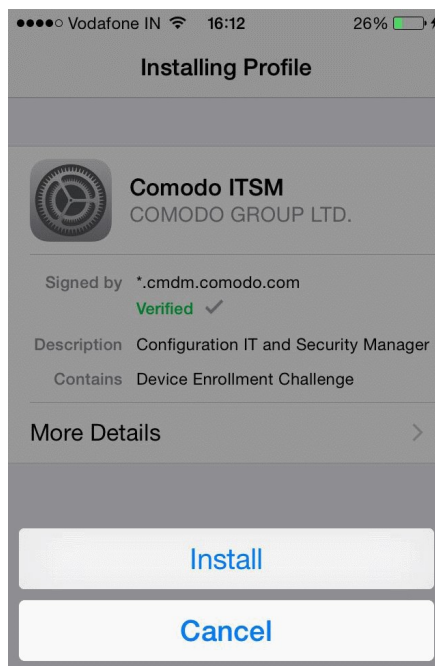 Vodafone IN 16:12 26%
Installing Profile
Comodo ITSM
COMODO GROUP LTD.
Signed by *.cmdm.comodo.com
Verified
Description Configuration IT and Security Manager
Contains Device Enrollment Challenge
More Details
Install
Cancel